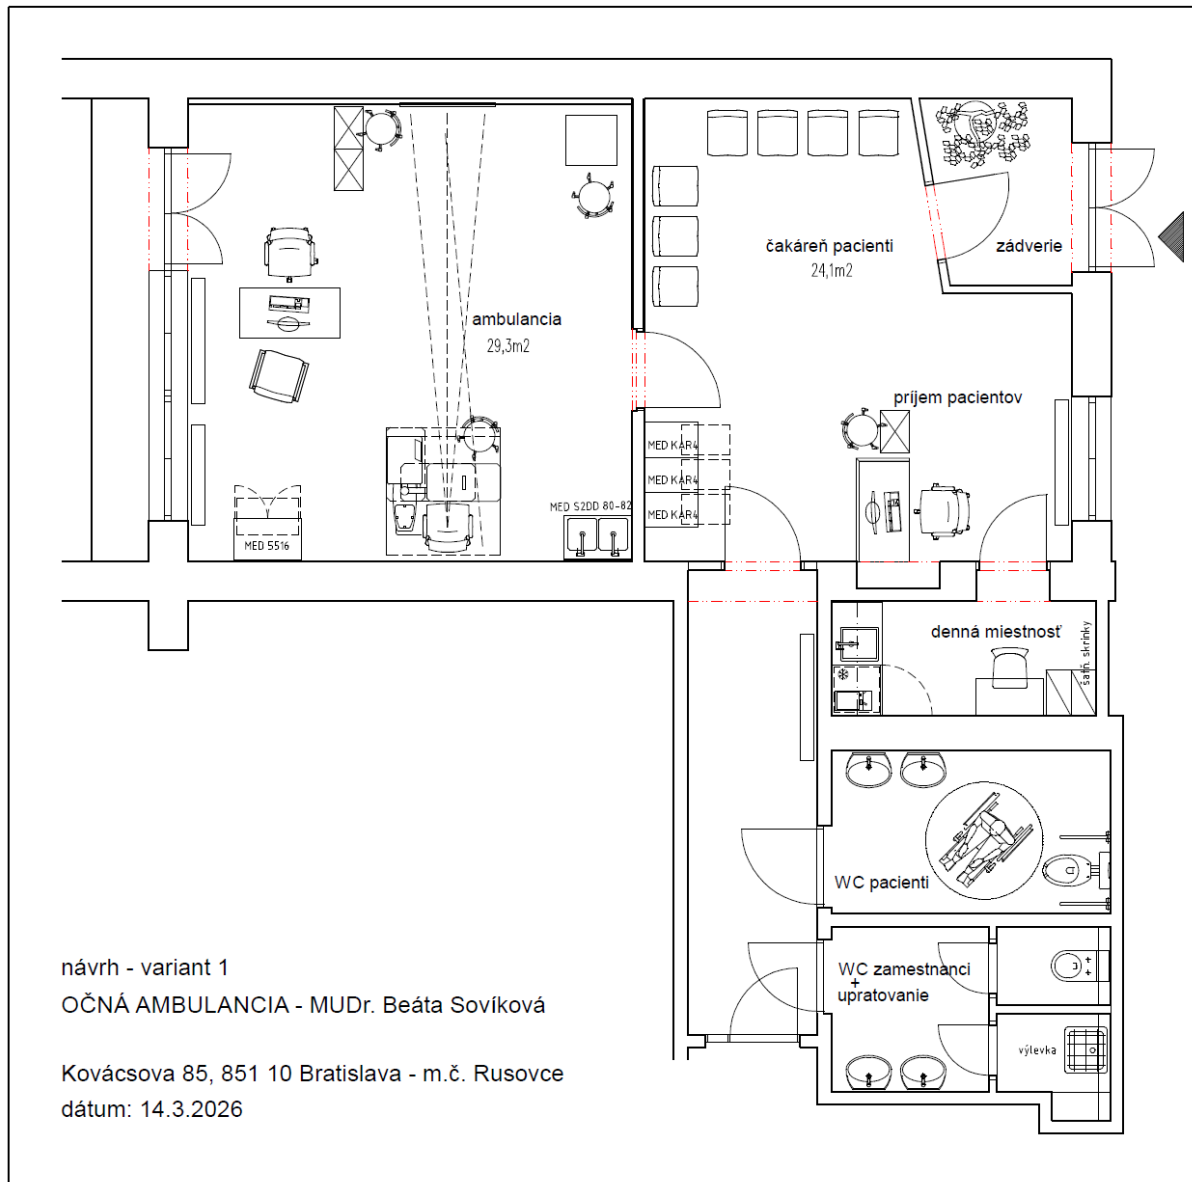 čakáreň pacienti
24,1m2
zádverie
ambulancia
29,3m2
príjem pacientov
MED KAR4
MED KAR4
MED KAR4
MED S2DD 80-82
MED 5516
denná miestnosť
šatň. skrinky
WC pacienti
WC zamestnanci
+
upratovanie
výlevka
návrh - variant 1
OČNÁ AMBULANCIA - MUDr. Beáta Sovíková
Kovácsova 85, 851 10 Bratislava - m.č. Rusovce
dátum: 14.3.2026